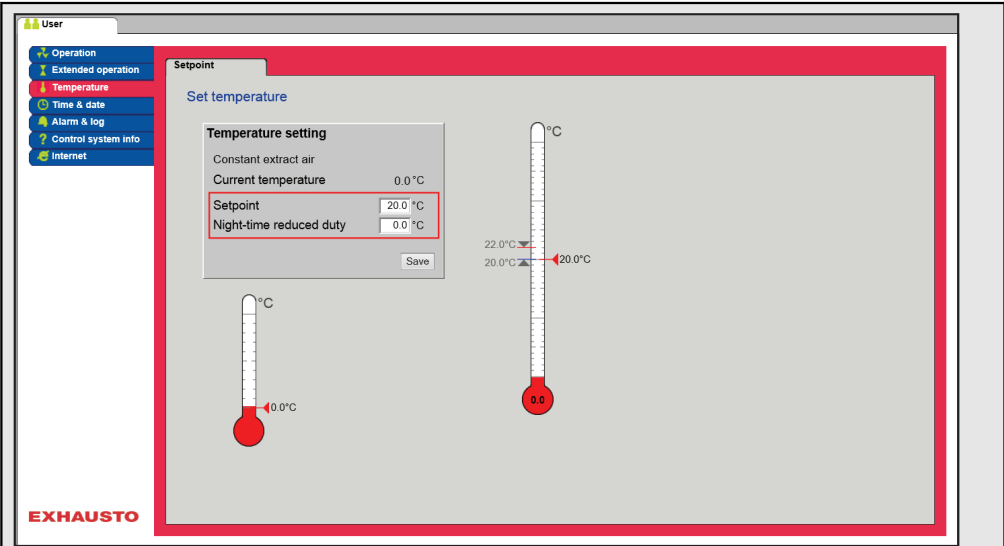 User
Operation
Extended operation
Temperature
Time & date
Alarm & log
Control system info
Internet
Setpoint
Set temperature
Temperature setting
Constant extract air
Current temperature 0.0 °C
Setpoint 20.0 °C
Night-time reduced duty 0.0 °C
Save
°C
0.0°C
°C
22.0°C
20.0°C
20.0°C
0.0
EXHAUSTO